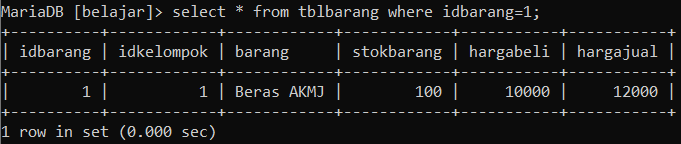 MariaDB [belajar]> select * from tblbarang where idbarang=1;
+----------+------------+------------+------------+-----------+-----------+
| idbarang | idkelompok | barang     | stokbarang | hargabeli | hargajual |
+----------+------------+------------+------------+-----------+-----------+
|        1 |          1 | Beras AKMJ |        100 |     10000 |     12000 |
+----------+------------+------------+------------+-----------+-----------+
1 row in set (0.000 sec)